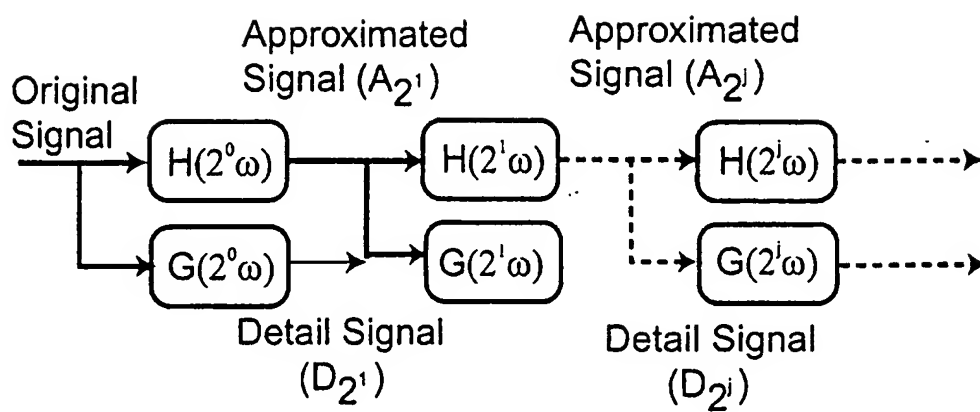 Original
Signal
Approximated
Signal (A₂¹)
Approximated
Signal (A₂ʲ)
H(2⁰ω)
H(2¹ω)
H(2ʲω)
G(2⁰ω)
G(2¹ω)
G(2ʲω)
Detail Signal
(D₂¹)
Detail Signal
(D₂ʲ)